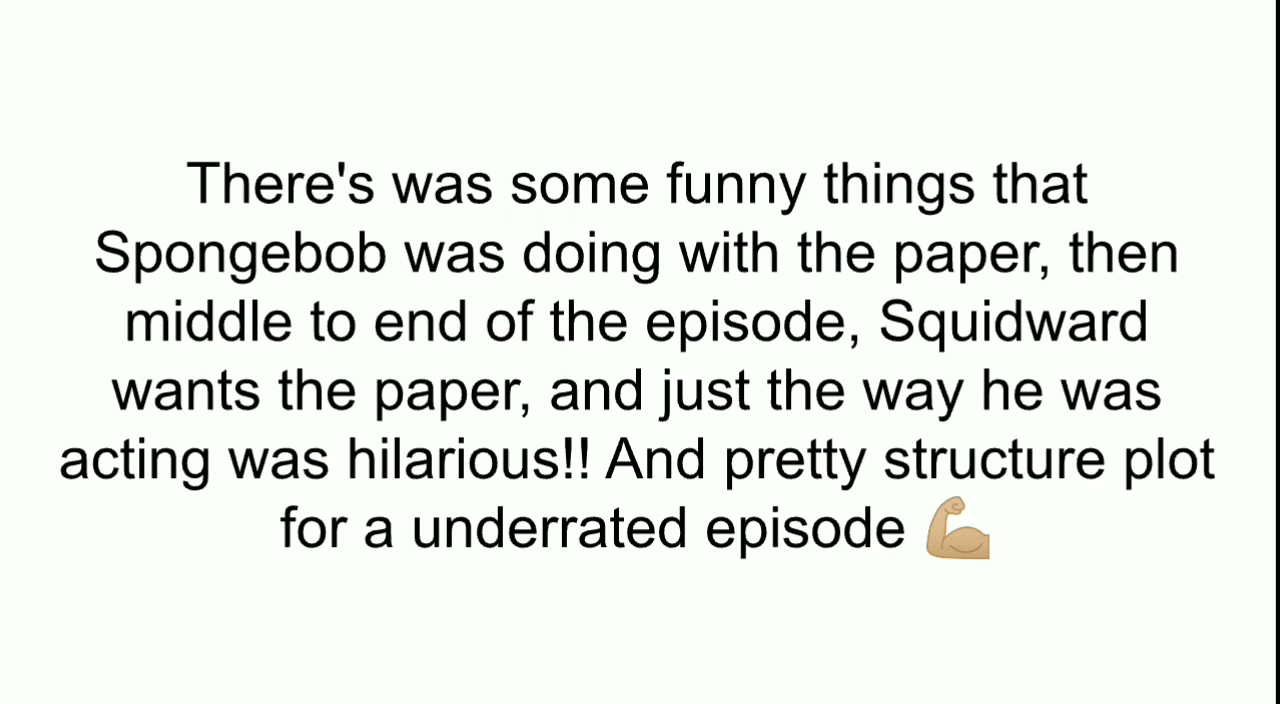 There's was some funny things that
Spongebob was doing with the paper, then
middle to end of the episode, Squidward
wants the paper, and just the way he was
acting was hilarious!! And pretty structure plot
for a underrated episode 💪🏼